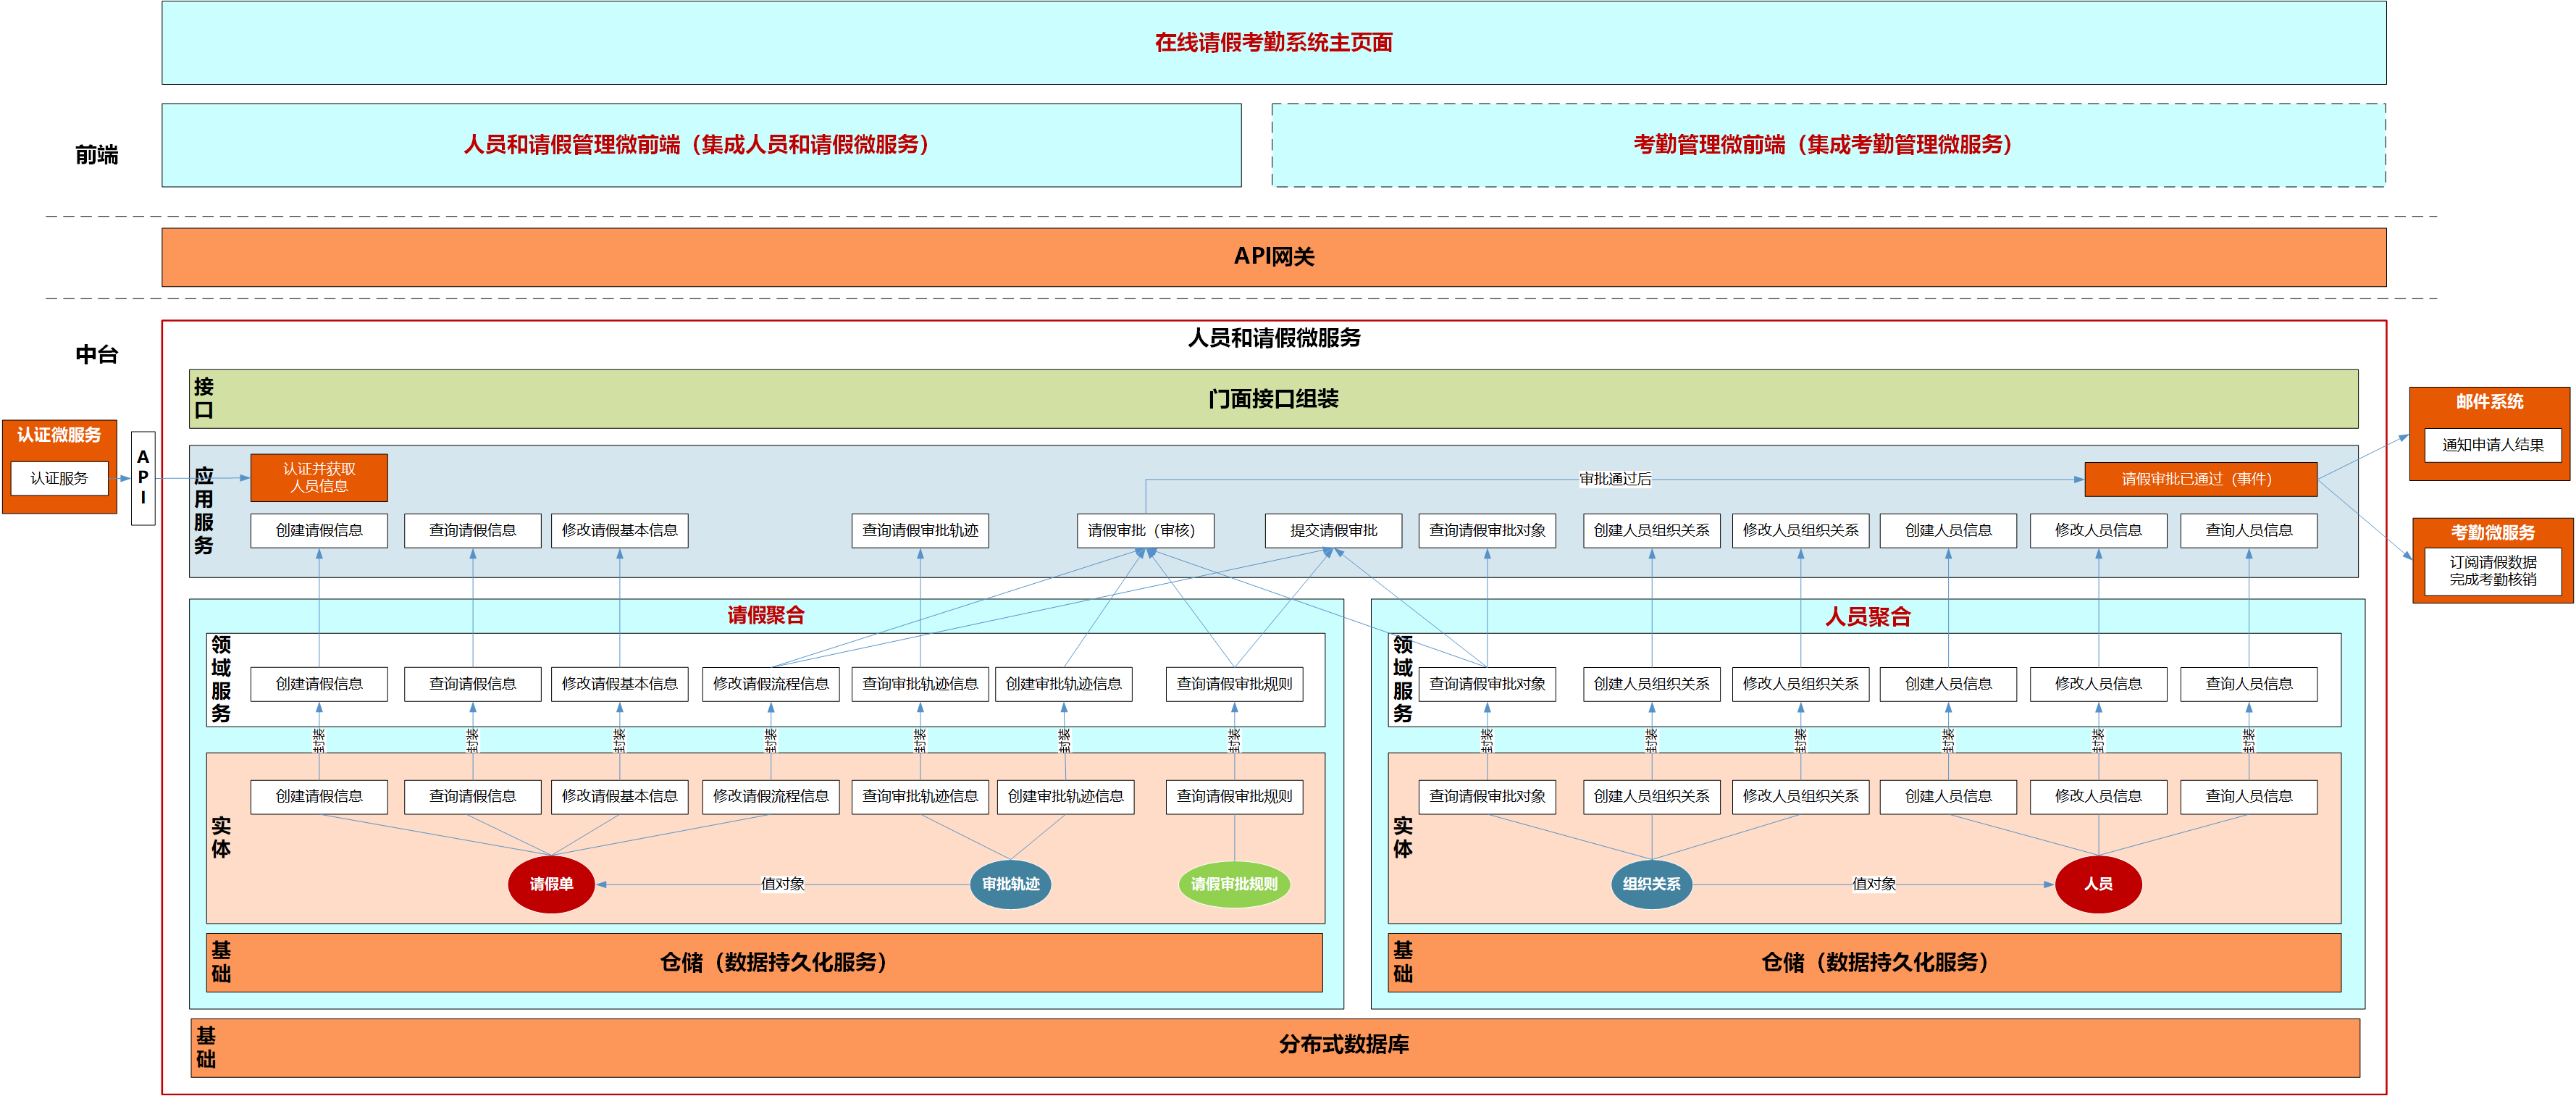 在线请假考勤系统主页面
前端
人员和请假管理微前端（集成人员和请假微服务）
考勤管理微前端（集成考勤管理微服务）
API网关
中台
人员和请假微服务
接
口
门面接口组装
认证微服务
认证服务
A
P
I
应
用
服
务
认证并获取
人员信息
审批通过后
请假审批已通过（事件）
创建请假信息
查询请假信息
修改请假基本信息
查询请假审批轨迹
请假审批（审核）
提交请假审批
查询请假审批对象
创建人员组织关系
修改人员组织关系
创建人员信息
修改人员信息
查询人员信息
邮件系统
通知申请人结果
考勤微服务
订阅请假数据
完成考勤核销
请假聚合
领
域
服
务
创建请假信息
查询请假信息
修改请假基本信息
修改请假流程信息
查询审批轨迹信息
创建审批轨迹信息
查询请假审批规则
封装
封装
封装
封装
封装
封装
封装
实
体
创建请假信息
查询请假信息
修改请假基本信息
修改请假流程信息
查询审批轨迹信息
创建审批轨迹信息
查询请假审批规则
请假单
值对象
审批轨迹
请假审批规则
基
础
仓储（数据持久化服务）
人员聚合
领
域
服
务
查询请假审批对象
创建人员组织关系
修改人员组织关系
创建人员信息
修改人员信息
查询人员信息
封装
封装
封装
封装
封装
封装
实
体
查询请假审批对象
创建人员组织关系
修改人员组织关系
创建人员信息
修改人员信息
查询人员信息
组织关系
值对象
人员
基
础
仓储（数据持久化服务）
基
础
分布式数据库